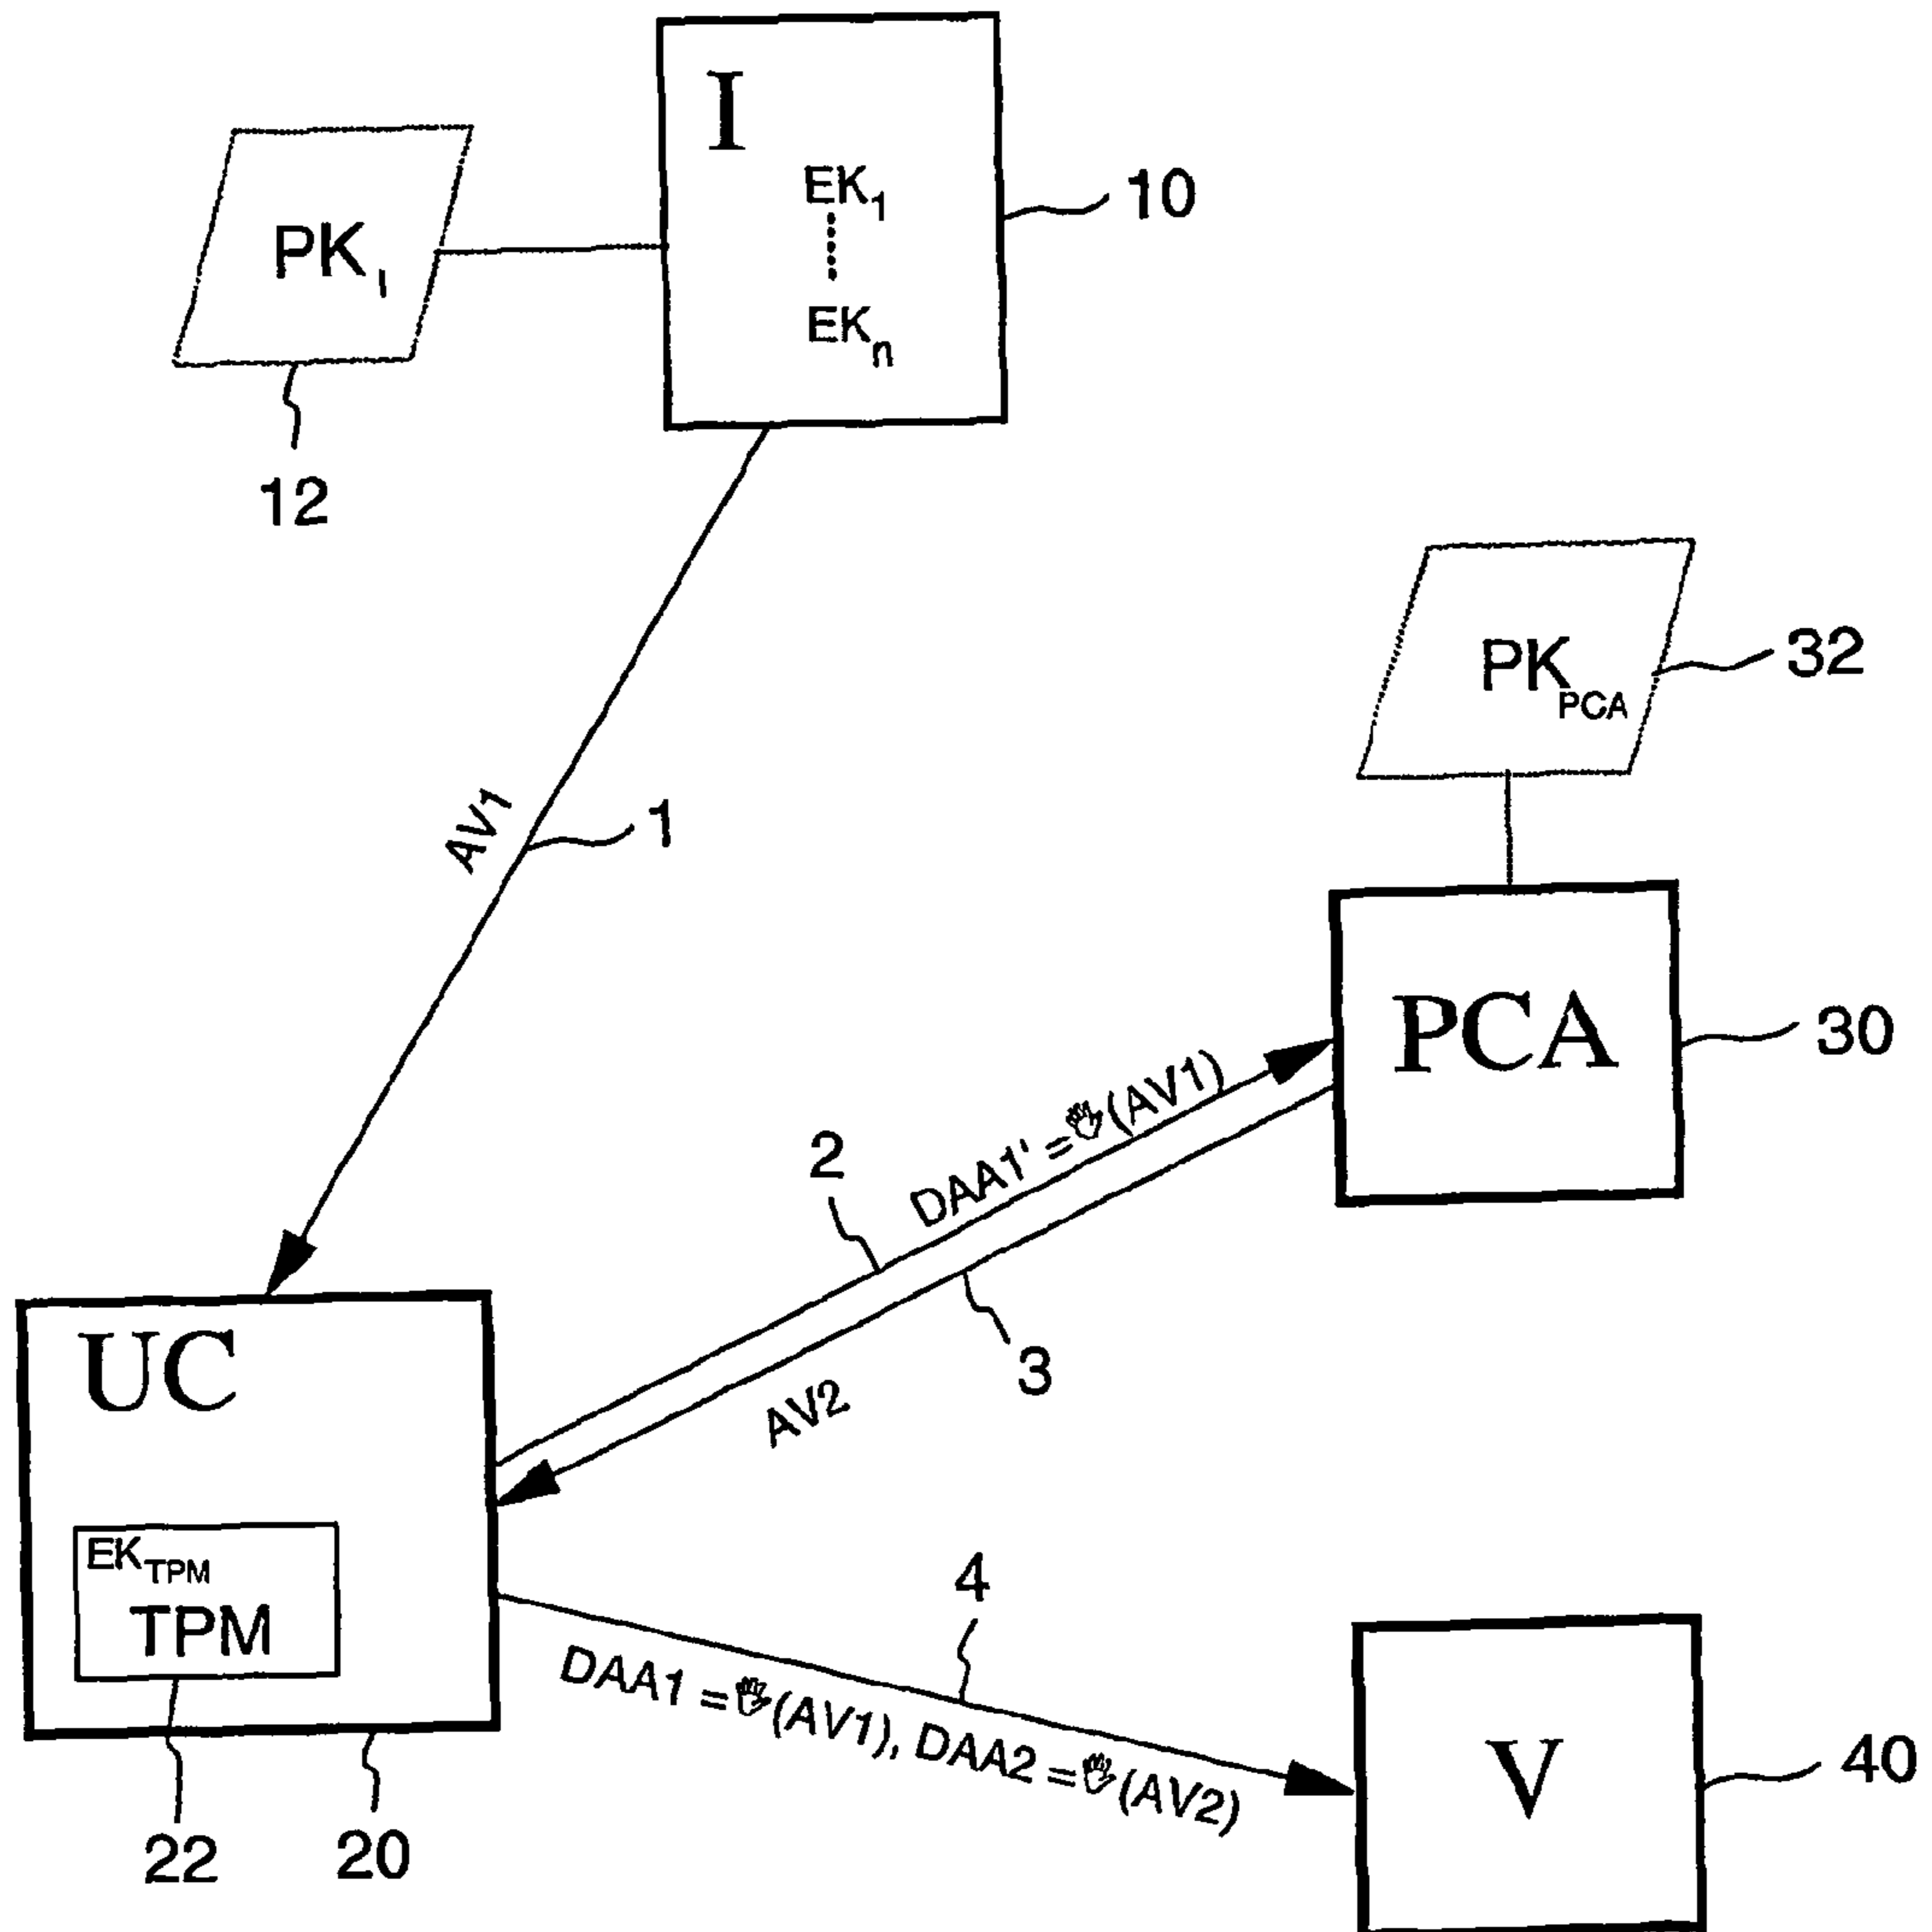 I
EK1
EKn
10
PKI
12
PKPCA
32
AV1
1
PCA
30
DAA1'=(AV1)
2
3
AV2
UC
EKTPM
TPM
4
DAA1 = (AV1), DAA2 = (AV2)
V
40
22
20